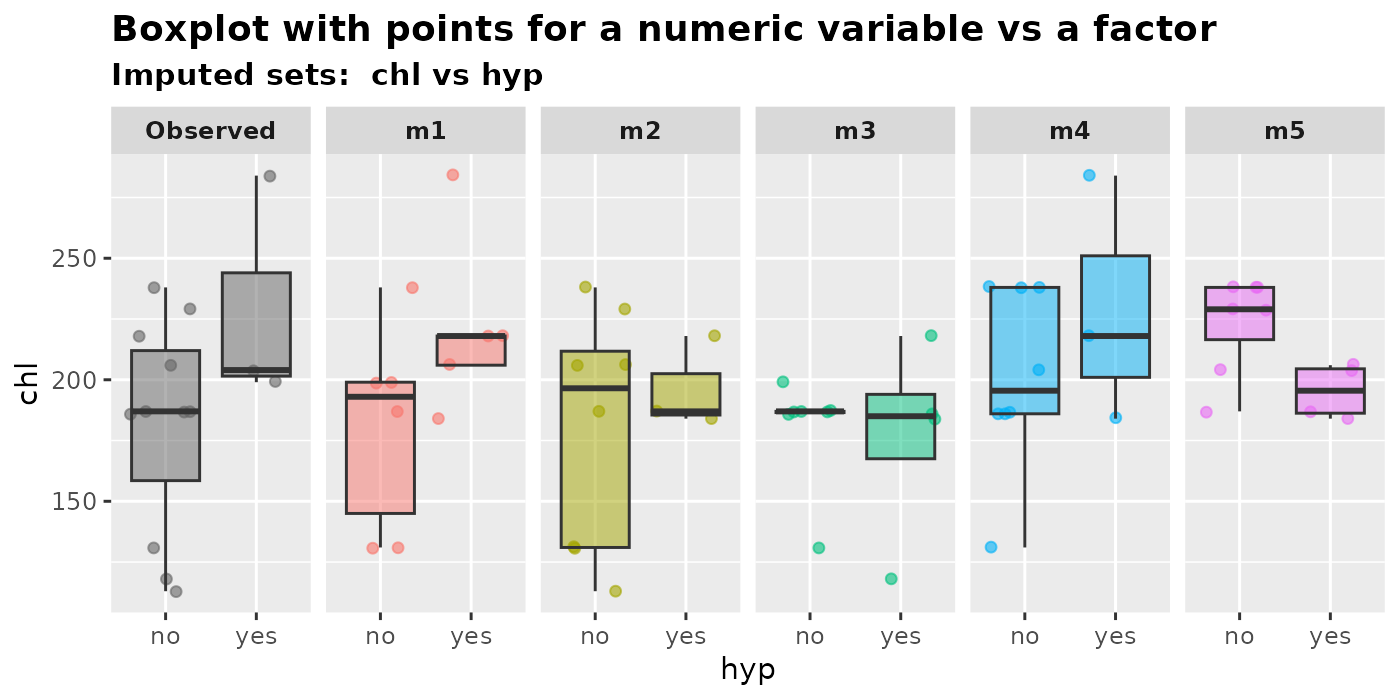 Boxplot with points for a numeric variable vs a factor
Imputed sets:  chl vs hyp
Observed m1 m2 m3 m4 m5
250
200
150
chl
no yes no yes no yes no yes no yes no yes
hyp